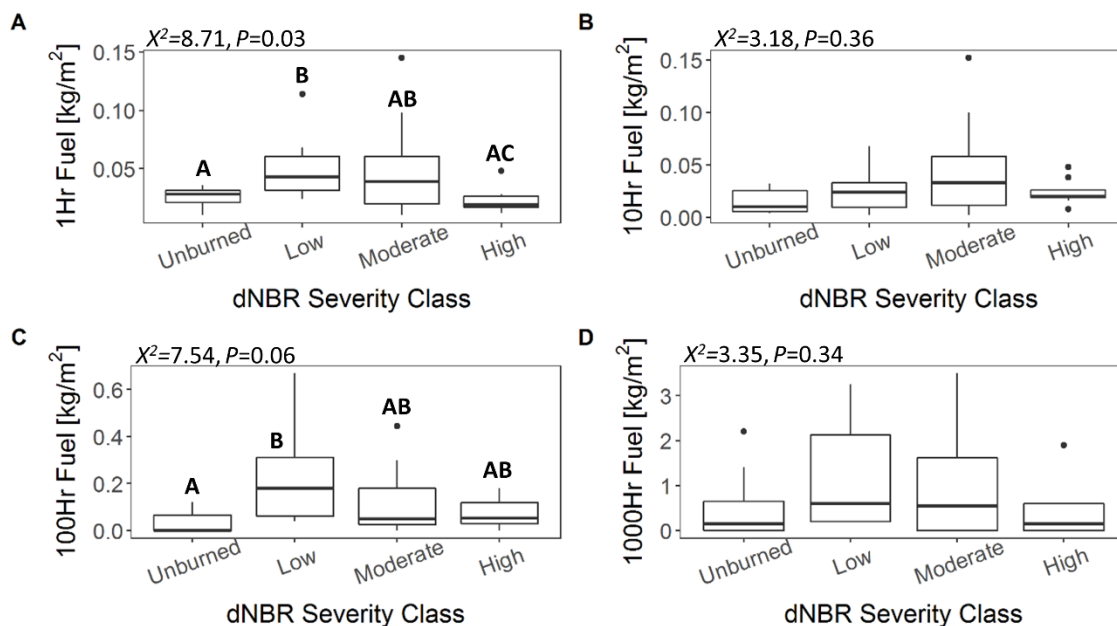 A
X²=8.71, P=0.03
1Hr Fuel [kg/m²]
0.15
0.10
0.05
A
B
AB
AC
Unburned
Low
Moderate
High
dNBR Severity Class
B
X²=3.18, P=0.36
10Hr Fuel [kg/m²]
0.15
0.10
0.05
0.00
Unburned
Low
Moderate
High
dNBR Severity Class
C
X²=7.54, P=0.06
100Hr Fuel [kg/m²]
0.6
0.4
0.2
0.0
A
B
AB
AB
Unburned
Low
Moderate
High
dNBR Severity Class
D
X²=3.35, P=0.34
1000Hr Fuel [kg/m²]
3
2
1
0
Unburned
Low
Moderate
High
dNBR Severity Class